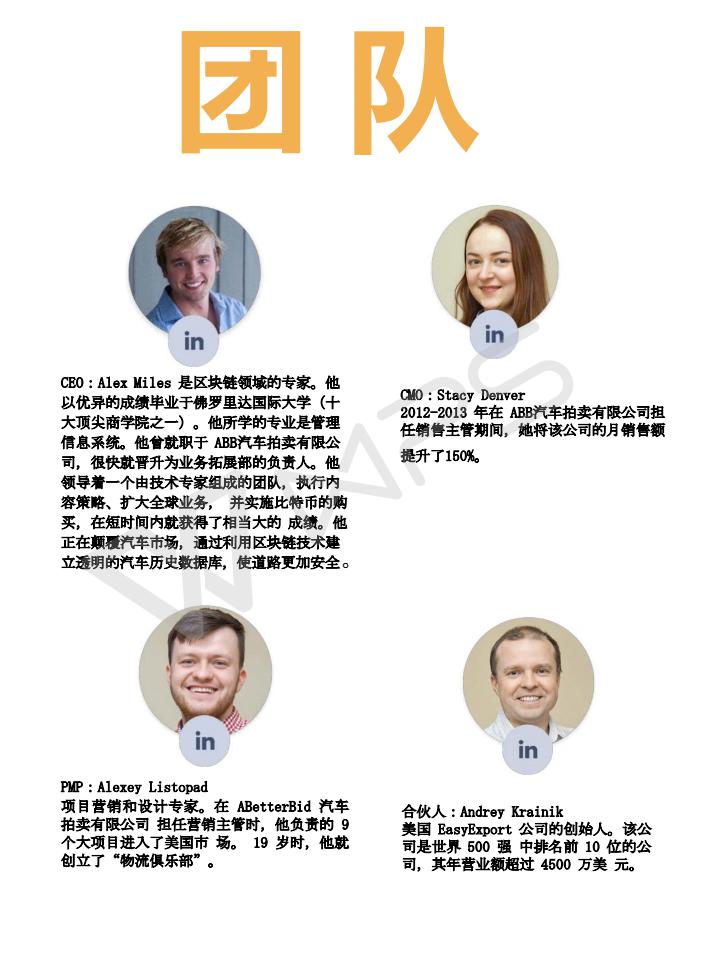 团队
in
in
CEO：Alex Miles 是区块链领域的专家。他
以优异的成绩毕业于佛罗里达国际大学（十
大顶尖商学院之一）。他所学的专业是管理
信息系统。他曾就职于 ABB汽车拍卖有限公
司，很快就晋升为业务拓展部的负责人。他
领导着一个由技术专家组成的团队，执行内
容策略、扩大全球业务， 并实施比特币的购
买，在短时间内就获得了相当大的 成绩。他
正在颠覆汽车市场，通过利用区块链技术建
立透明的汽车历史数据库，使道路更加安全。
CMO：Stacy Denver
2012-2013 年在 ABB汽车拍卖有限公司担
任销售主管期间，她将该公司的月销售额
提升了150%。
in
in
PMP：Alexey Listopad
项目营销和设计专家。在 ABetterBid 汽车
拍卖有限公司 担任营销主管时，他负责的 9
个大项目进入了美国市 场。 19 岁时，他就
创立了“物流俱乐部”。
合伙人：Andrey Krainik
美国 EasyExport 公司的创始人。该公
司是世界 500 强 中排名前 10 位的公
司，其年营业额超过 4500 万美 元。